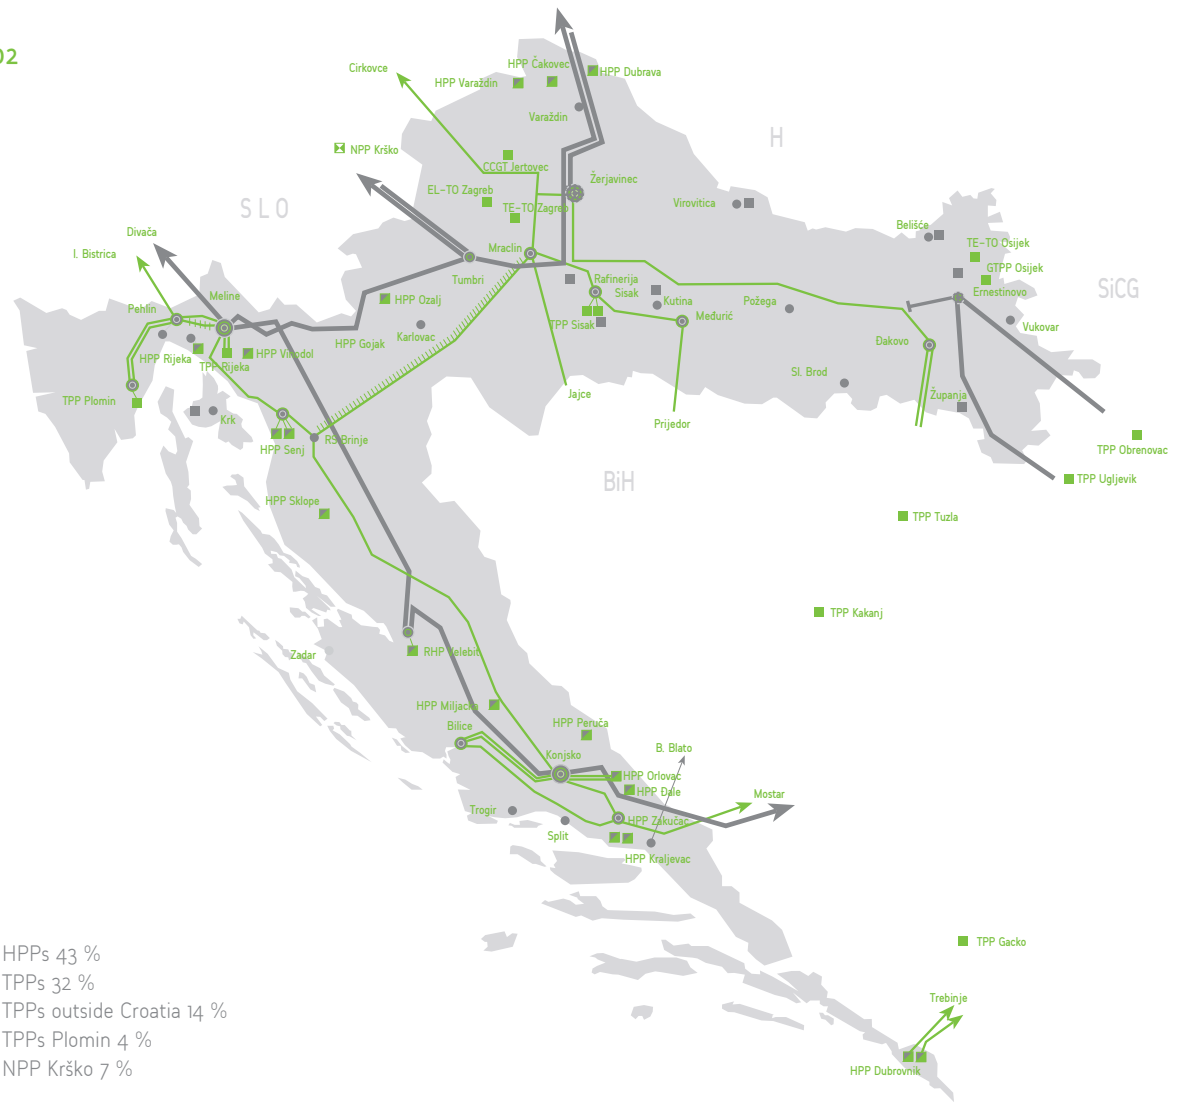 02
Cirkovce
HPP Čakovec
HPP Varaždin
HPP Dubrava
Varaždin
H
NPP Krško
CCGT Jertovec
Žerjavinec
EL-TO Zagreb
TE-TO Zagreb
S L O
Virovitica
Belišće
Divača
I. Bistrica
Mraclin
TE-TO Osijek
GTPP Osijek
Tumbri
Rafinerija
Sisak
SiCG
Meline
Ernestinovo
HPP Ozalj
Kutina
Požega
Pehlin
TPP Sisak
Međurić
Vukovar
HPP Gojak
Karlovac
Đakovo
HPP Rijeka
HPP Vinodol
TPP Rijeka
Sl. Brod
Jajce
Županja
TPP Plomin
Krk
Prijedor
RS Brinje
HPP Senj
TPP Obrenovac
BiH
TPP Ugljevik
HPP Sklope
TPP Tuzla
TPP Kakanj
Zadar
RHP Velebit
HPP Miljacka
HPP Peruča
Bilice
B. Blato
Konjsko
HPP Orlovac
HPP Đale
Mostar
Trogir
HPP Zakučac
Split
HPP Kraljevac
TPP Gacko
HPPs 43 %
TPPs 32 %
TPPs outside Croatia 14 %
TPPs Plomin 4 %
NPP Krško 7 %
Trebinje
HPP Dubrovnik